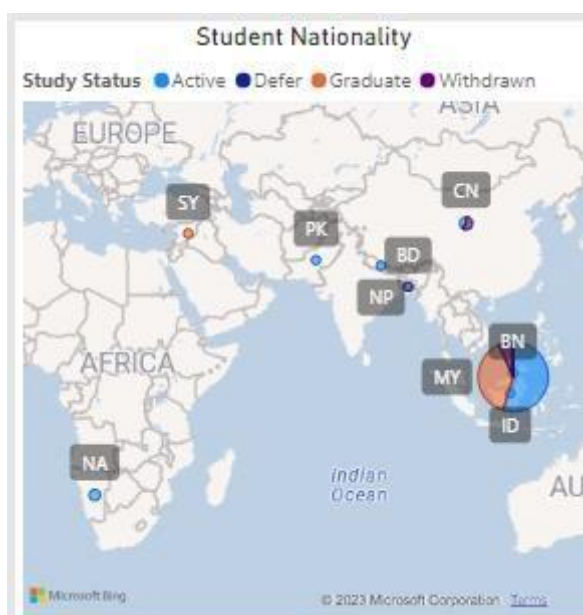 Student Nationality
Study Status Active Defer Graduate Withdrawn
ASIA
EUROPE
CN
SY
PK
BD
NP
BN
AFRICA
MY
ID
NA
Indian
Ocean
AU
Microsoft Bing
© 2023 Microsoft Corporation Terms